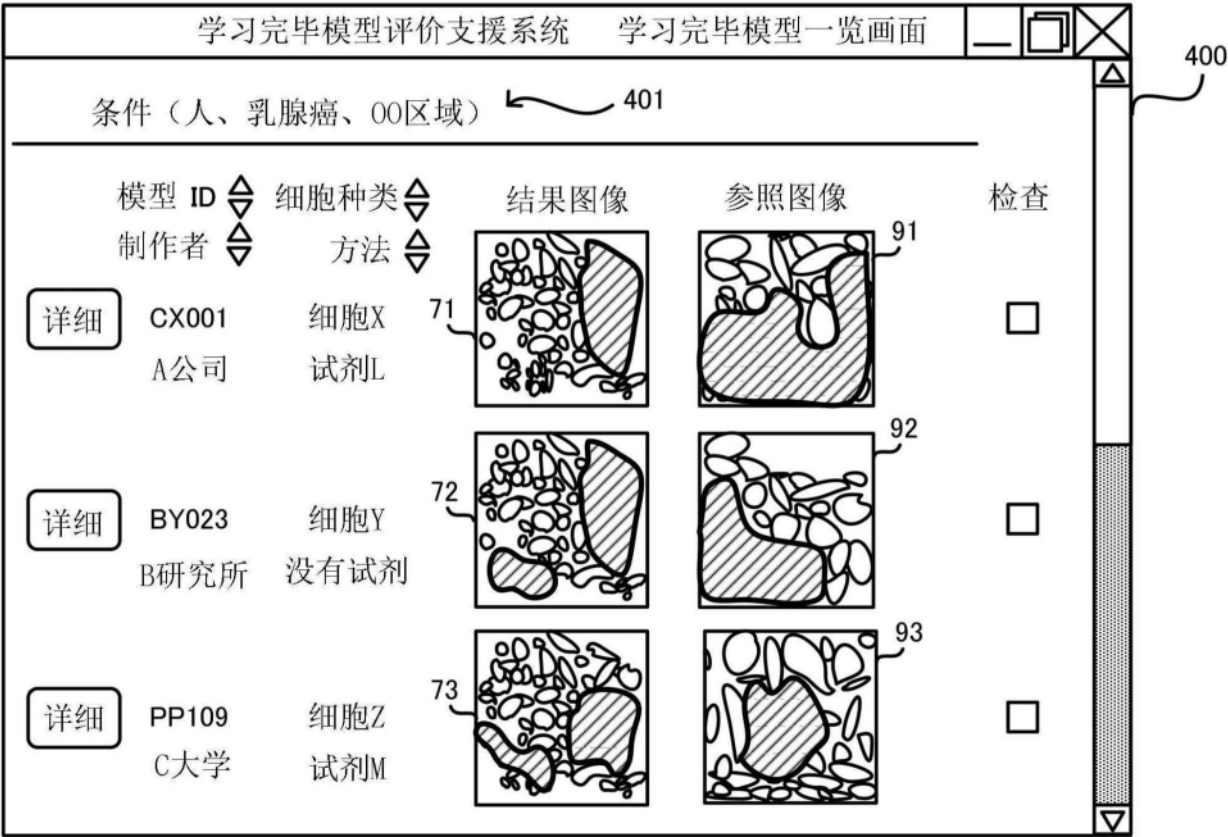 学习完毕模型评价支援系统 学习完毕模型一览画面
400
条件（人、乳腺癌、OO区域） 401
模型 ID 细胞种类 结果图像 参照图像 检查
制作者 方法
91
详细 CX001 细胞X 71
A公司 试剂L
92
详细 BY023 细胞Y 72
B研究所 没有试剂
93
详细 PP109 细胞Z 73
C大学 试剂M